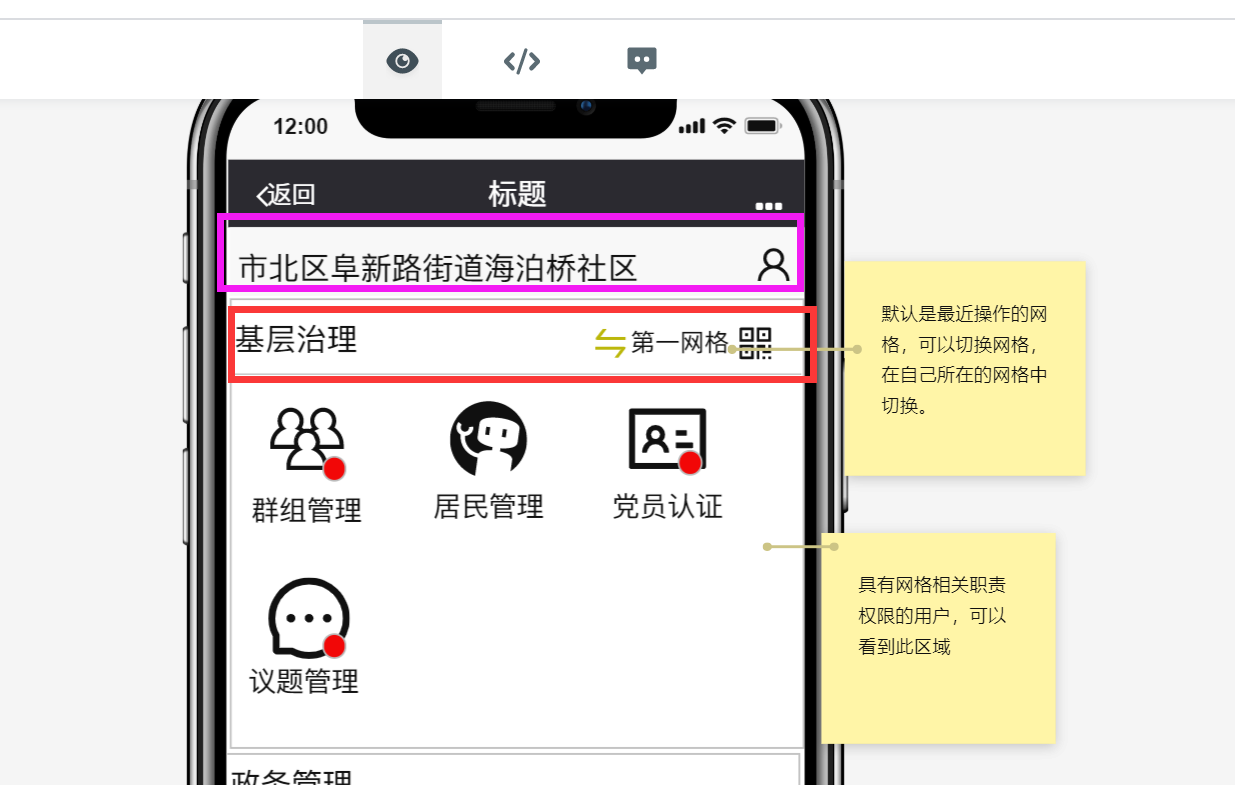 12:00
返回
标题
市北区阜新路街道海泊桥社区
基层治理
第一网格
默认是最近操作的网
格，可以切换网格，
在自己所在的网格中
切换。
群组管理
居民管理
党员认证
具有网格相关职责
权限的用户，可以
看到此区域
议题管理
政务管理